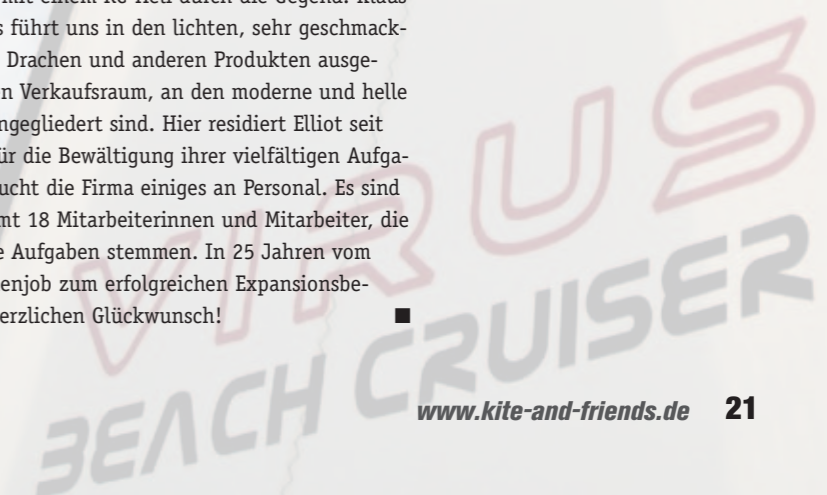 mit einem RC-Heli durch die Gegend. Klaus
s führt uns in den lichten, sehr geschmack-
Drachen und anderen Produkten ausge-
n Verkaufsraum, an den moderne und helle
ngegliedert sind. Hier residiert Elliot seit
ür die Bewältigung ihrer vielfältigen Aufga-
ucht die Firma einiges an Personal. Es sind
mt 18 Mitarbeiterinnen und Mitarbeiter, die
e Aufgaben stemmen. In 25 Jahren vom
enjob zum erfolgreichen Expansionsbe-
erzlichen Glückwunsch! ■
VIRUS
BEACH CRUISER
www.kite-and-friends.de 21